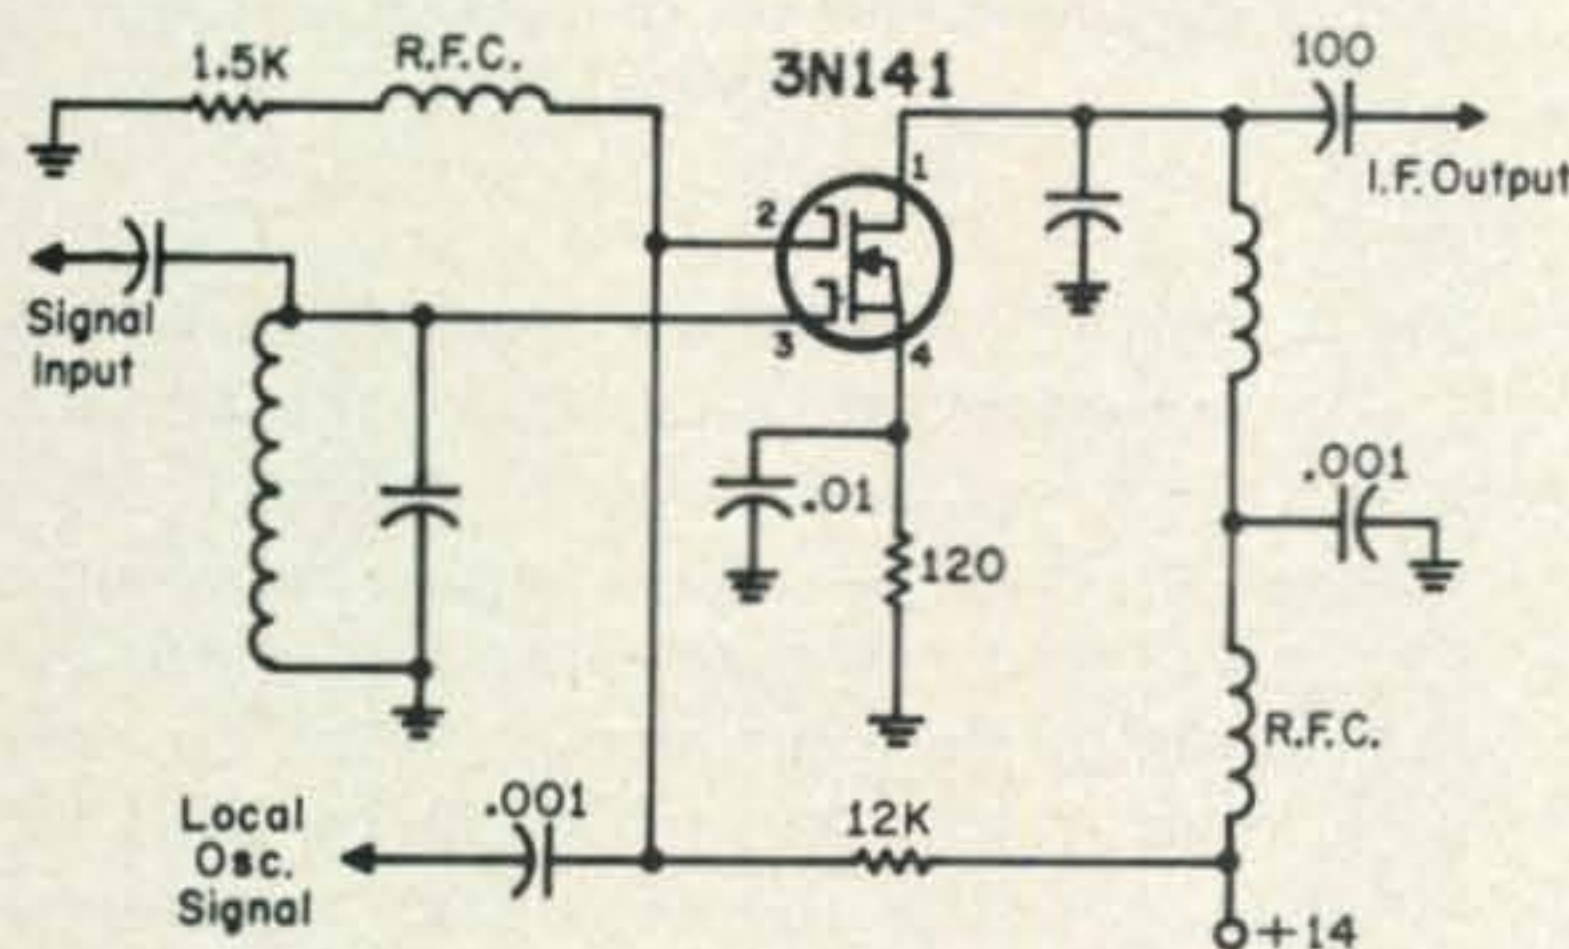 1.5K
R.F.C.
3N141
100
1
I.F. Output
2
Signal
Input
3
4
.01
.001
120
R.F.C.
Local
Osc.
Signal
.001
12K
+14